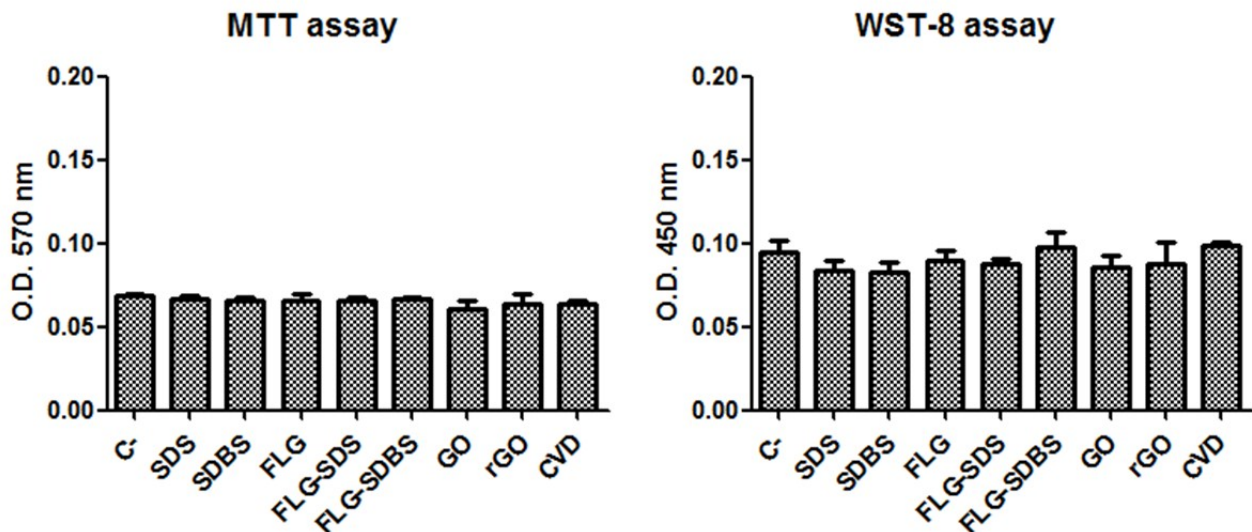 MTT assay
O.D. 570 nm
0.20
0.15
0.10
0.05
0.00
C-
SDS
SDBS
FLG
FLG-SDS
FLG-SDBS
GO
rGO
CVD
WST-8 assay
O.D. 450 nm
0.20
0.15
0.10
0.05
0.00
C-
SDS
SDBS
FLG
FLG-SDS
FLG-SDBS
GO
rGO
CVD